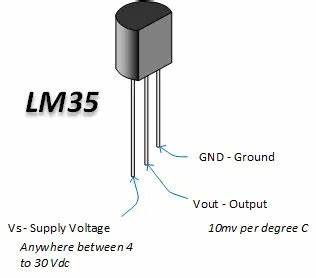 LM35
GND - Ground
Vout - Output
10mv per degree C
Vs- Supply Voltage
Anywhere between 4
to 30 Vdc